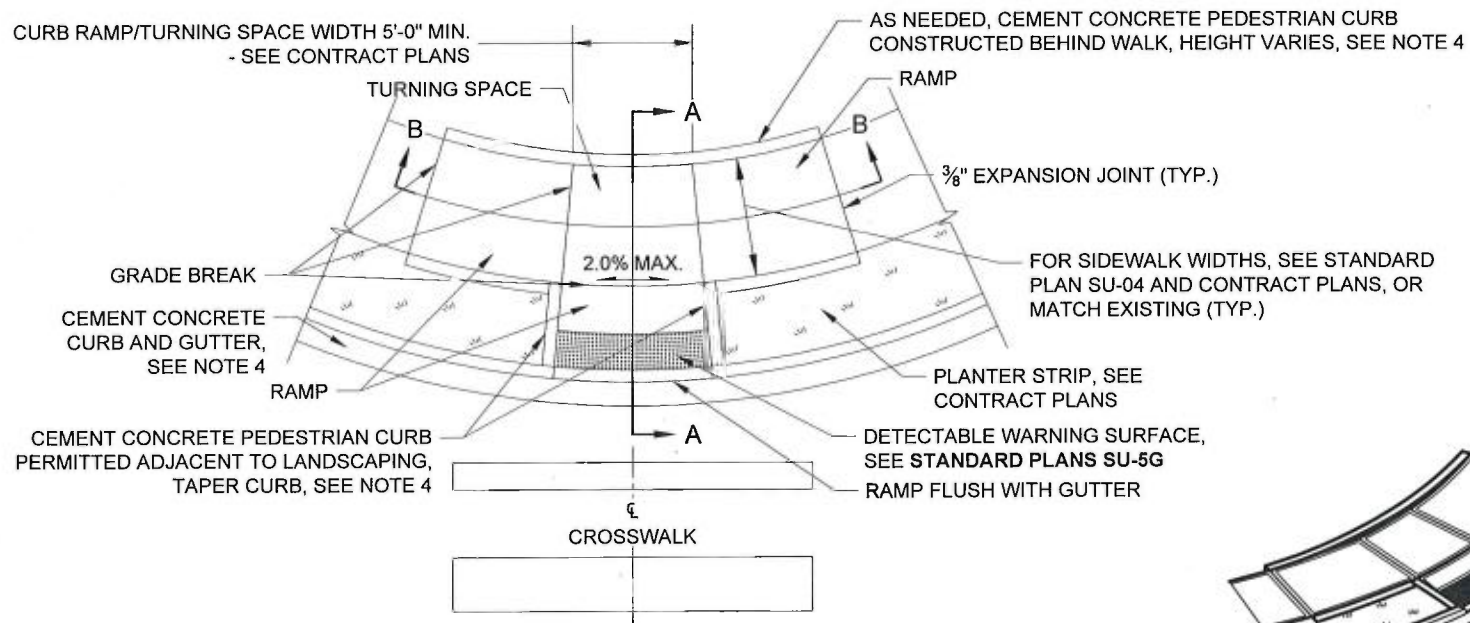 CURB RAMP/TURNING SPACE WIDTH 5'-0" MIN.
- SEE CONTRACT PLANS
TURNING SPACE
AS NEEDED, CEMENT CONCRETE PEDESTRIAN CURB
CONSTRUCTED BEHIND WALK, HEIGHT VARIES, SEE NOTE 4
RAMP
A
B
B
⅜" EXPANSION JOINT (TYP.)
GRADE BREAK
2.0% MAX.
FOR SIDEWALK WIDTHS, SEE STANDARD
PLAN SU-04 AND CONTRACT PLANS, OR
MATCH EXISTING (TYP.)
CEMENT CONCRETE
CURB AND GUTTER,
SEE NOTE 4
RAMP
PLANTER STRIP, SEE
CONTRACT PLANS
CEMENT CONCRETE PEDESTRIAN CURB
PERMITTED ADJACENT TO LANDSCAPING,
TAPER CURB, SEE NOTE 4
A
DETECTABLE WARNING SURFACE,
SEE STANDARD PLANS SU-5G
RAMP FLUSH WITH GUTTER
℄
CROSSWALK